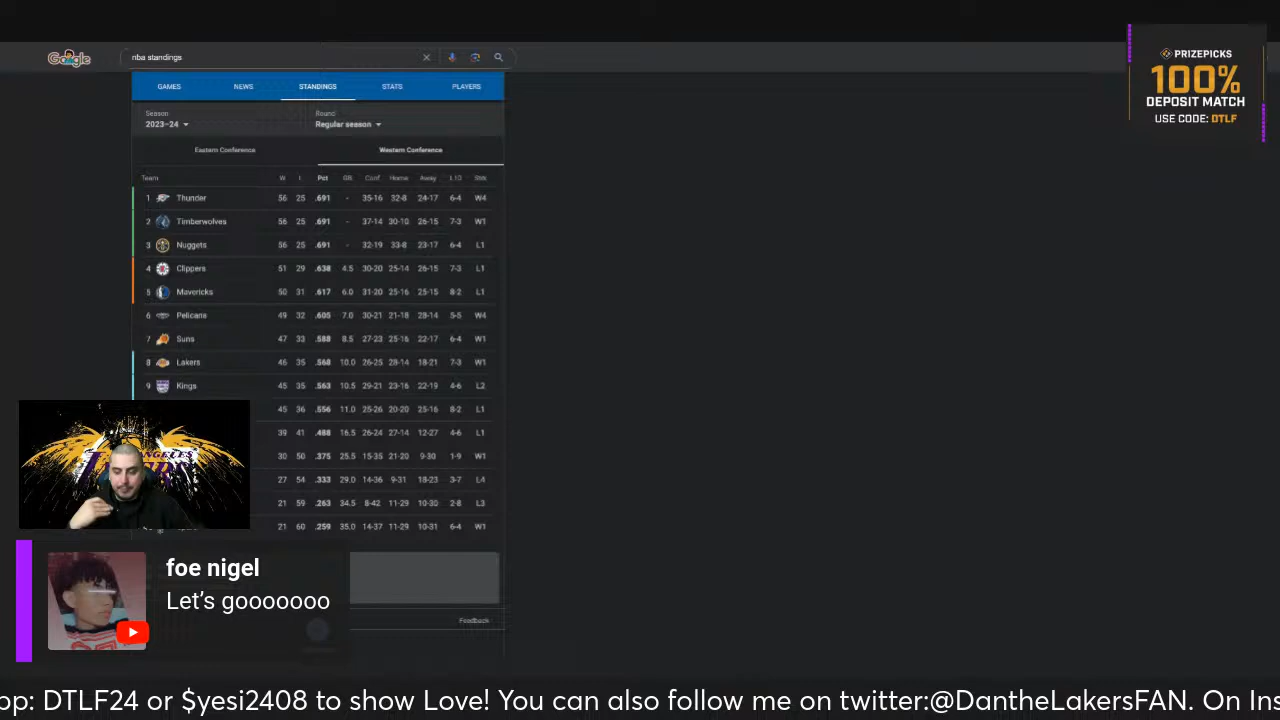 Google
nba standings
GAMES NEWS STANDINGS STATS PLAYERS
Season
2023–24
Round
Regular season
Eastern Conference Western Conference
Team W L Pct GB Conf Home Away L10 Strk
1 Thunder 56 25 .691 - 35-16 32-8 24-17 6-4 W4
2 Timberwolves 56 25 .691 - 37-14 30-10 26-15 7-3 W1
3 Nuggets 56 25 .691 - 32-19 33-8 23-17 6-4 L1
4 Clippers 51 29 .638 4.5 30-20 25-14 26-15 7-3 L1
5 Mavericks 50 31 .617 6.0 31-20 25-16 25-15 8-2 L1
6 Pelicans 49 32 .605 7.0 30-21 21-18 28-14 5-5 W4
7 Suns 47 33 .588 8.5 27-23 25-16 22-17 6-4 W1
8 Lakers 46 35 .568 10.0 26-25 28-14 18-21 7-3 W1
9 Kings 45 35 .563 10.5 29-21 23-16 22-19 4-6 L2
45 36 .556 11.0 25-26 20-20 25-16 8-2 L1
39 41 .488 16.5 26-24 27-14 12-27 4-6 L1
30 50 .375 25.5 15-35 21-20 9-30 1-9 W1
27 54 .333 29.0 14-36 9-31 18-23 3-7 L4
21 59 .263 34.5 8-42 11-29 10-30 2-8 L3
21 60 .259 35.0 14-37 11-29 10-31 6-4 W1
Feedback
PRIZEPICKS
100%
DEPOSIT MATCH
USE CODE: DTLF
foe nigel
Let’s gooooooo
pp: DTLF24 or $yesi2408 to show Love! You can also follow me on twitter:@DantheLakersFAN. On Ins